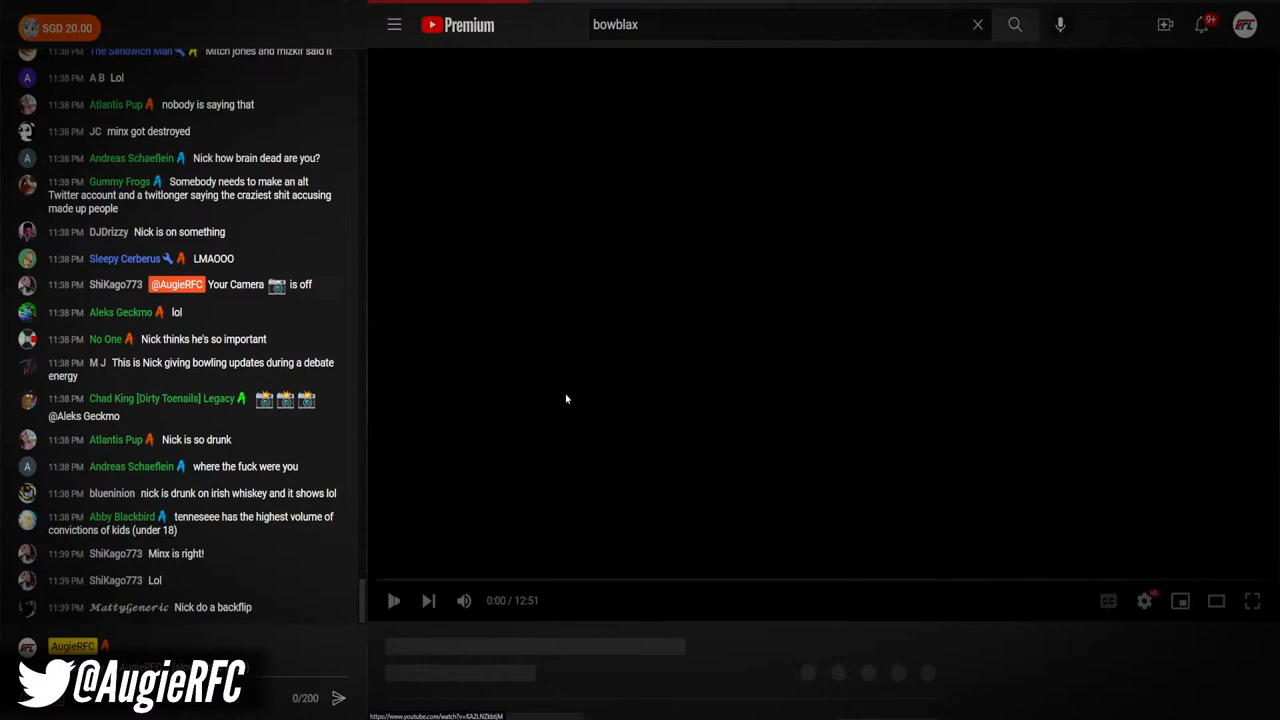 SGD 20.00
Premium
bowblax
9+
RFC
11:38 PM The Sandwich Man Mitch jones and mizkif said it
A
11:38 PM A B Lol
11:38 PM Atlantis Pup nobody is saying that
11:38 PM JC minx got destroyed
A
11:38 PM Andreas Schaeflein Nick how brain dead are you?
11:38 PM Gummy Frogs Somebody needs to make an alt
Twitter account and a twitlonger saying the craziest shit accusing
made up people
11:38 PM DJDrizzy Nick is on something
11:38 PM Sleepy Cerberus LMAOOO
11:38 PM ShiKago773 @AugieRFC Your Camera 📷 is off
11:38 PM Aleks Geckmo lol
11:38 PM No One Nick thinks he's so important
11:38 PM M J This is Nick giving bowling updates during a debate
energy
11:38 PM Chad King [Dirty Toenails] Legacy 📸 📸 📸
@Aleks Geckmo
11:38 PM Atlantis Pup Nick is so drunk
A
11:38 PM Andreas Schaeflein where the fuck were you
11:38 PM blueninion nick is drunk on irish whiskey and it shows lol
11:38 PM Abby Blackbird tenneseee has the highest volume of
convictions of kids (under 18)
11:39 PM ShiKago773 Minx is right!
11:39 PM ShiKago773 Lol
11:39 PM 𝓜𝓪𝓽𝓽𝔂𝓖𝓮𝓷𝓮𝓻𝓲𝓬 Nick do a backflip
0:00 / 12:51
CC
HD
AugieRFC
@AugieRFC
0/200
https://www.youtube.com/watch?v=KAZLNZkbtjM